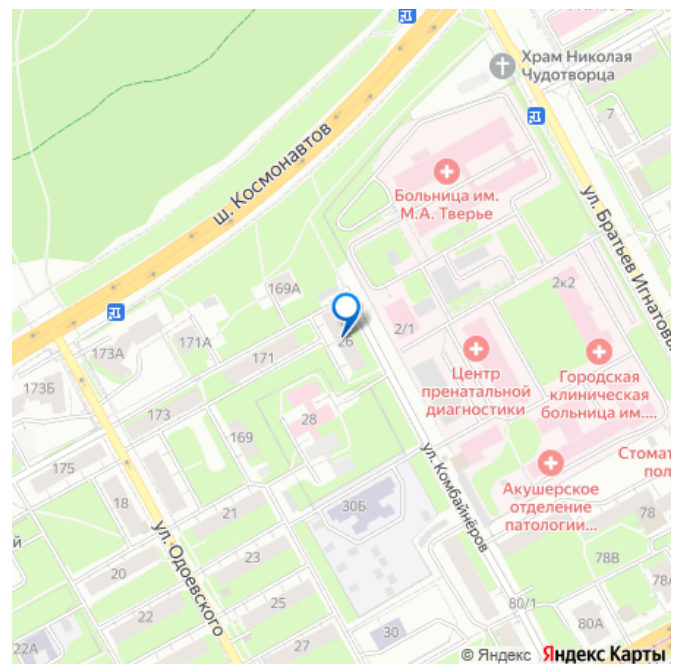 Храм Николая
Чудотворца
7
ш. Космонавтов
Больница им.
М.А. Тверье
ул. Братьев Игнатовых
169А
2к2
2/1
26
171А
173А
171
173Б
Центр
пренатальной
диагностики
Городская
клиническая
больница им....
28
173
169
175
ул. Комбайнёров
Акушерское
отделение
патологии...
Стомат
пол
18
21
30Б
78
ул. Одоевского
й
20
23
78В
78А
22
25
80/1
80А
22А
27
30
© Яндекс Яндекс Карты